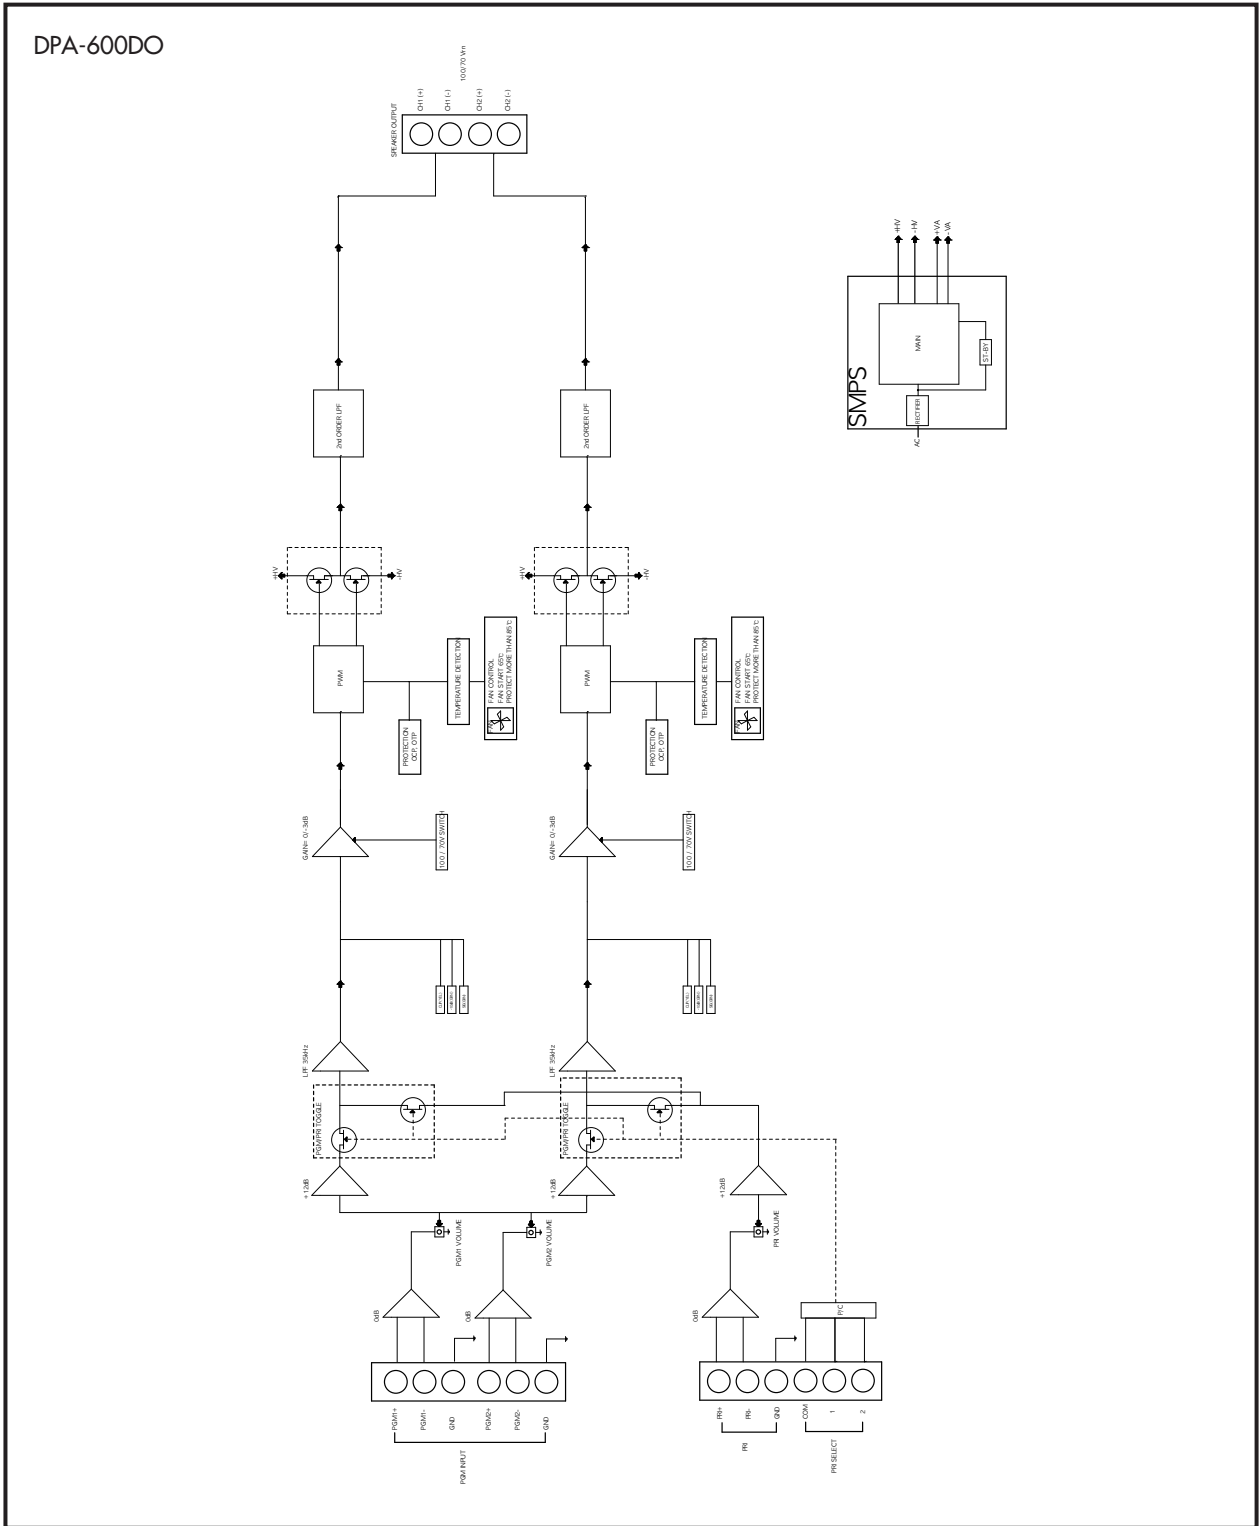 DPA-600DO
100/70 Vrn
SPEAKER OUTPUT
CH1 (+)
CH1 (-)
CH2 (+)
CH2 (-)
2nd ORDER LPF
2nd ORDER LPF
SMPS
+HV
-HV
+VA
-VA
MAIN
ST-BY
RECTIFIER
AC
+HV
-HV
+HV
-HV
PWM
PROTECTION
OCP, OTP
TEMPERATURE DETECTION
FAN CONTROL
FAN START 65℃
PROTECT MORE THAN 85℃
PWM
PROTECTION
OCP, OTP
TEMPERATURE DETECTION
FAN CONTROL
FAN START 65℃
PROTECT MORE THAN 85℃
GAIN= 0/-3dB
100 / 70V SWITCH
GAIN= 0/-3dB
100 / 70V SWITCH
LPF 35kHz
LPF 35kHz
PGM/PRI TOGGLE
PGM/PRI TOGGLE
+12dB
+12dB
+12dB
PGM1 VOLUME
PGM2 VOLUME
PRI VOLUME
0dB
0dB
0dB
P/C
PGM1+
PGM1-
GND
PGM2+
PGM2-
GND
PGM INPUT
PRI+
PRI-
GND
COM
1
2
PRI
PRI SELECT